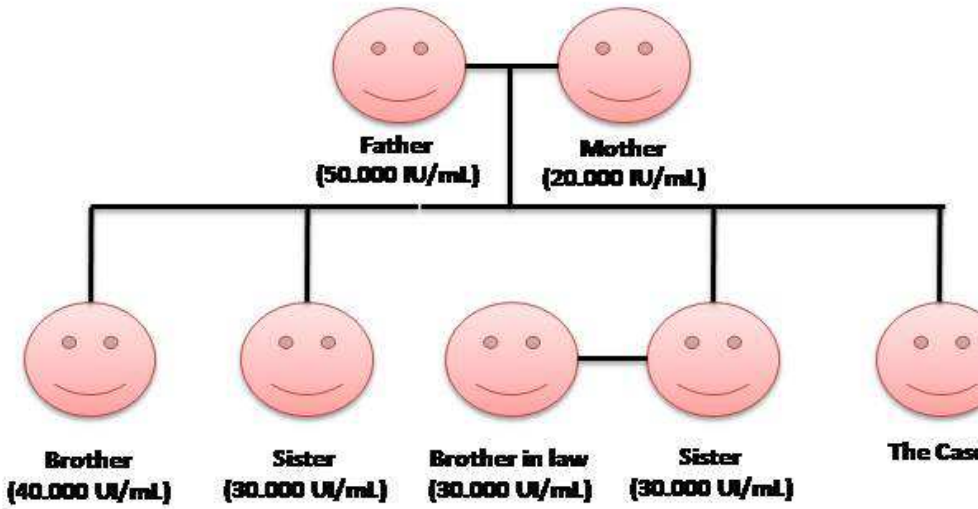 Father
(50.000 IU/mL)
Mother
(20.000 IU/mL)
Brother
(40.000 UI/mL)
Sister
(30.000 UI/mL)
Brother in law
(30.000 UI/mL)
Sister
(30.000 UI/mL)
The Case